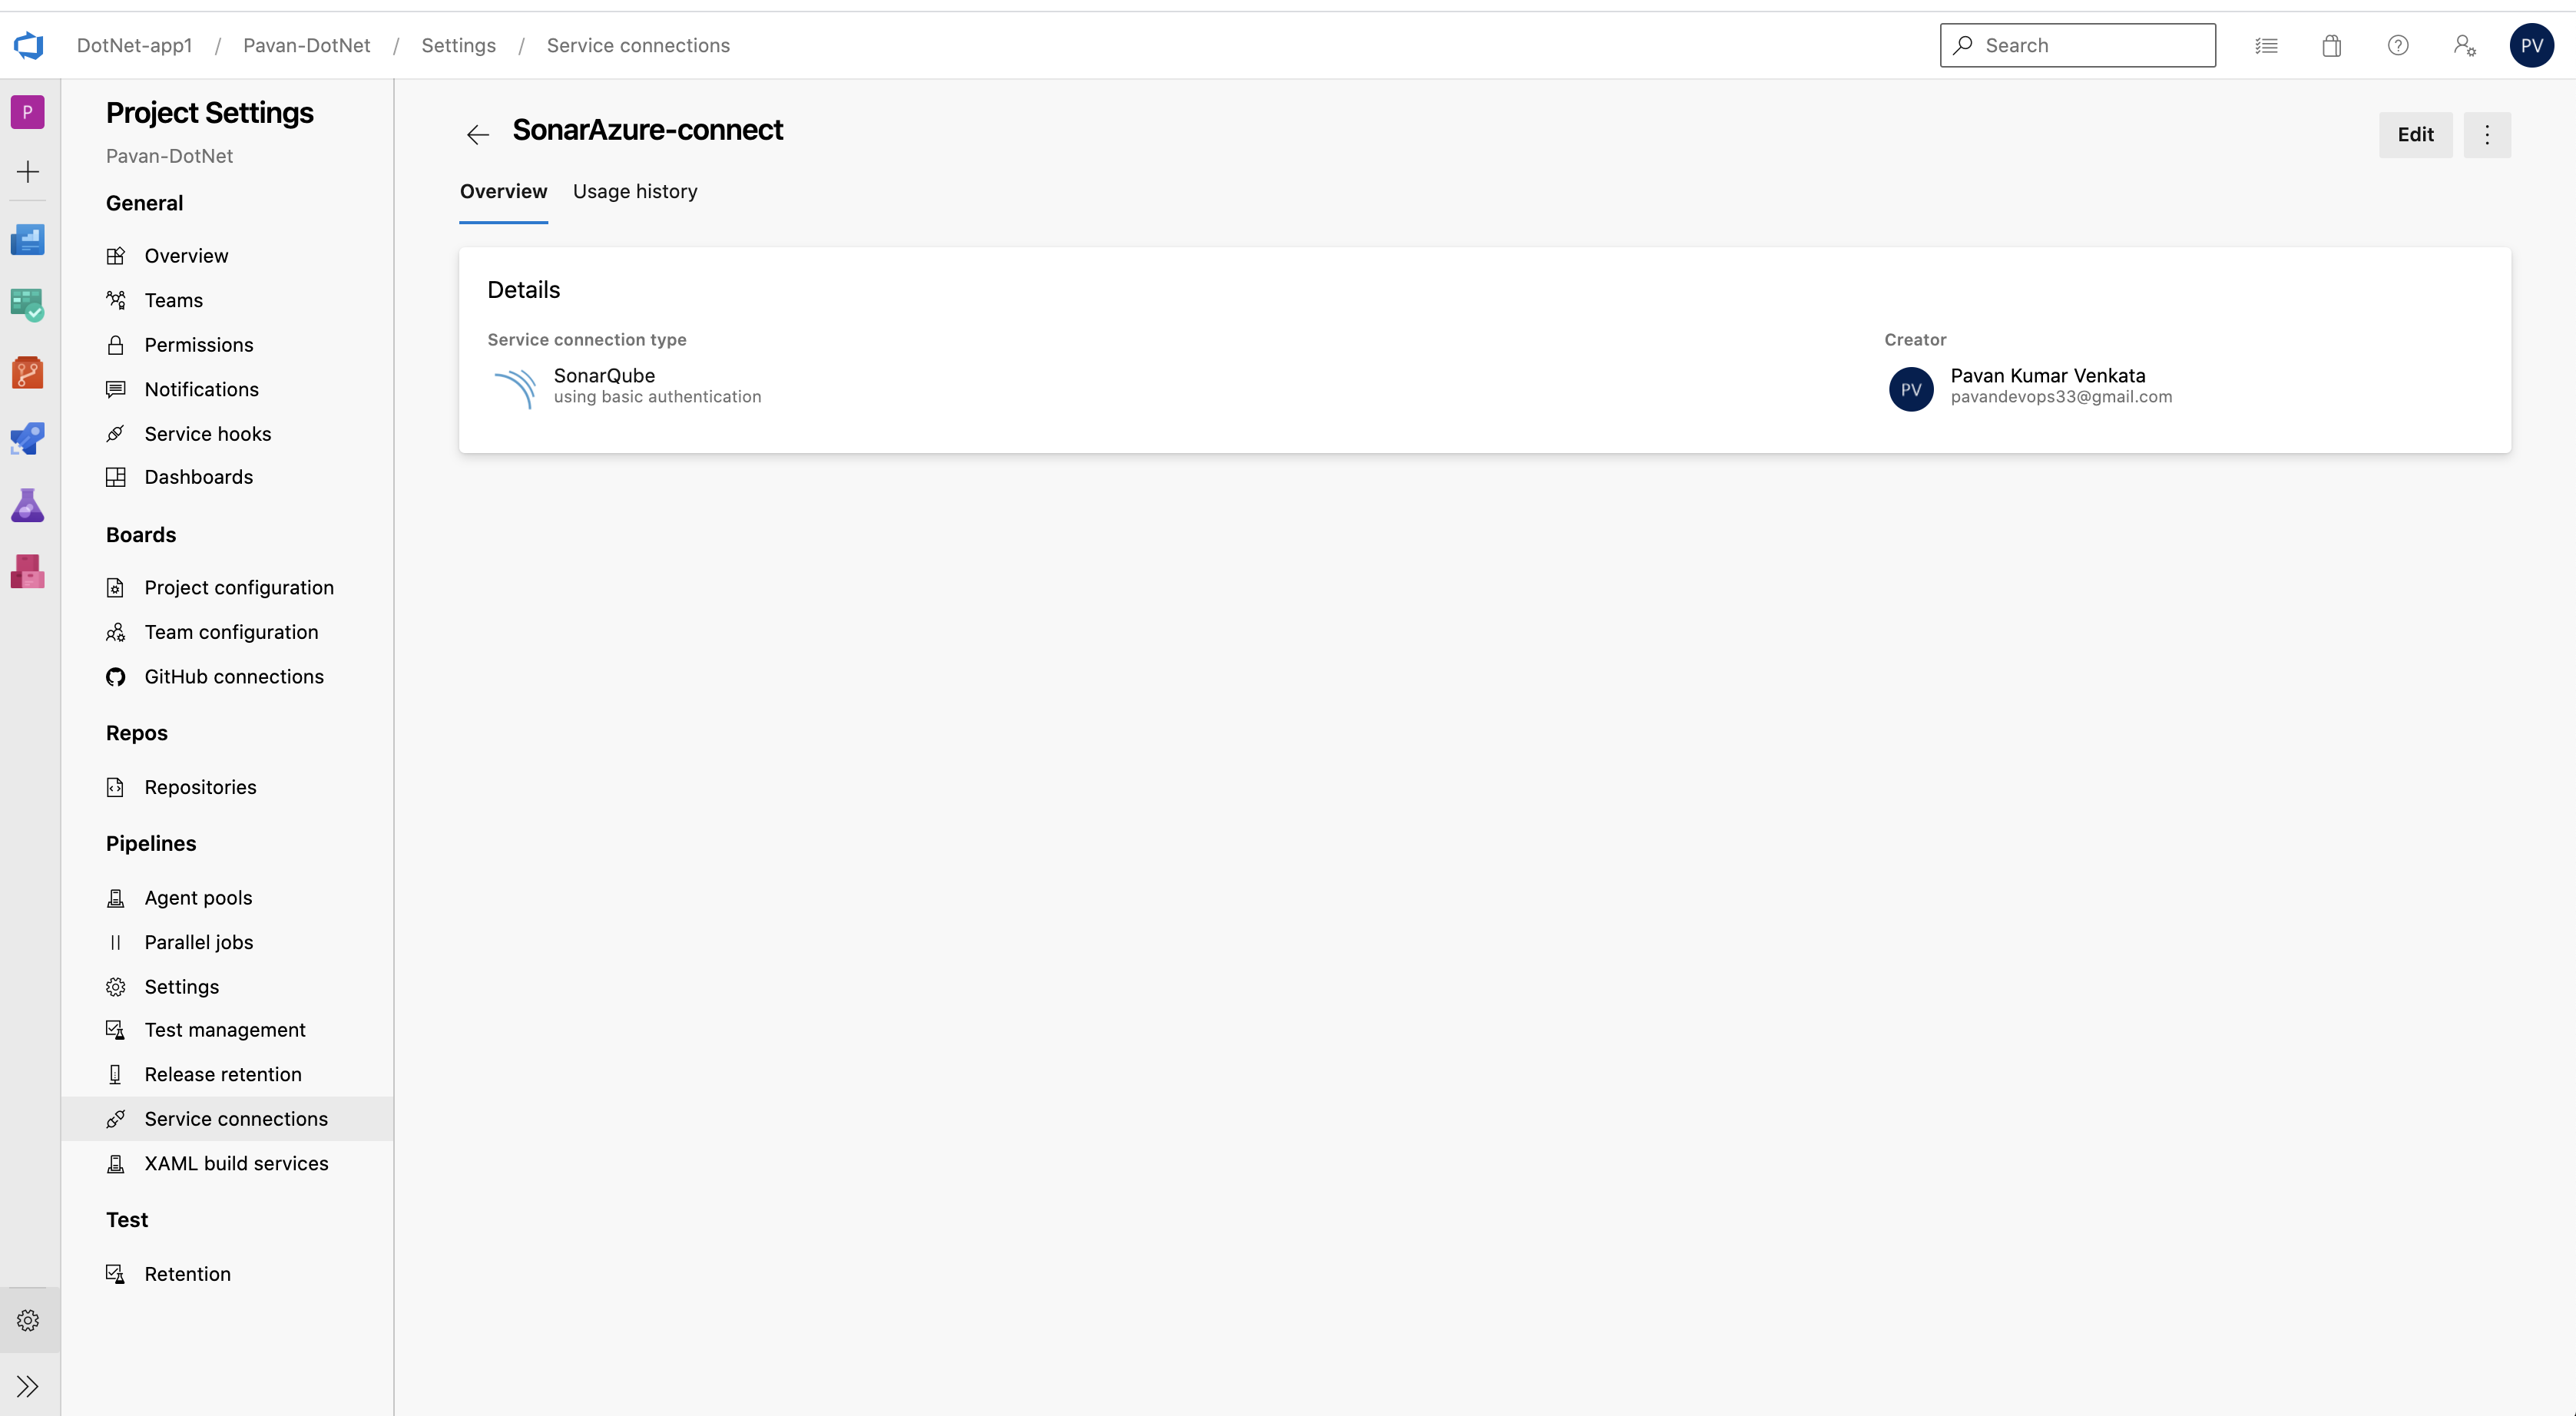 DotNet-app1 / Pavan-DotNet / Settings / Service connections
Search
PV
P
Project Settings
Pavan-DotNet
General
Overview
Teams
Permissions
Notifications
Service hooks
Dashboards
Boards
Project configuration
Team configuration
GitHub connections
Repos
Repositories
Pipelines
Agent pools
Parallel jobs
Settings
Test management
Release retention
Service connections
XAML build services
Test
Retention
SonarAzure-connect
Edit
Overview
Usage history
Details
Service connection type
SonarQube
using basic authentication
Creator
PV
Pavan Kumar Venkata
pavandevops33@gmail.com